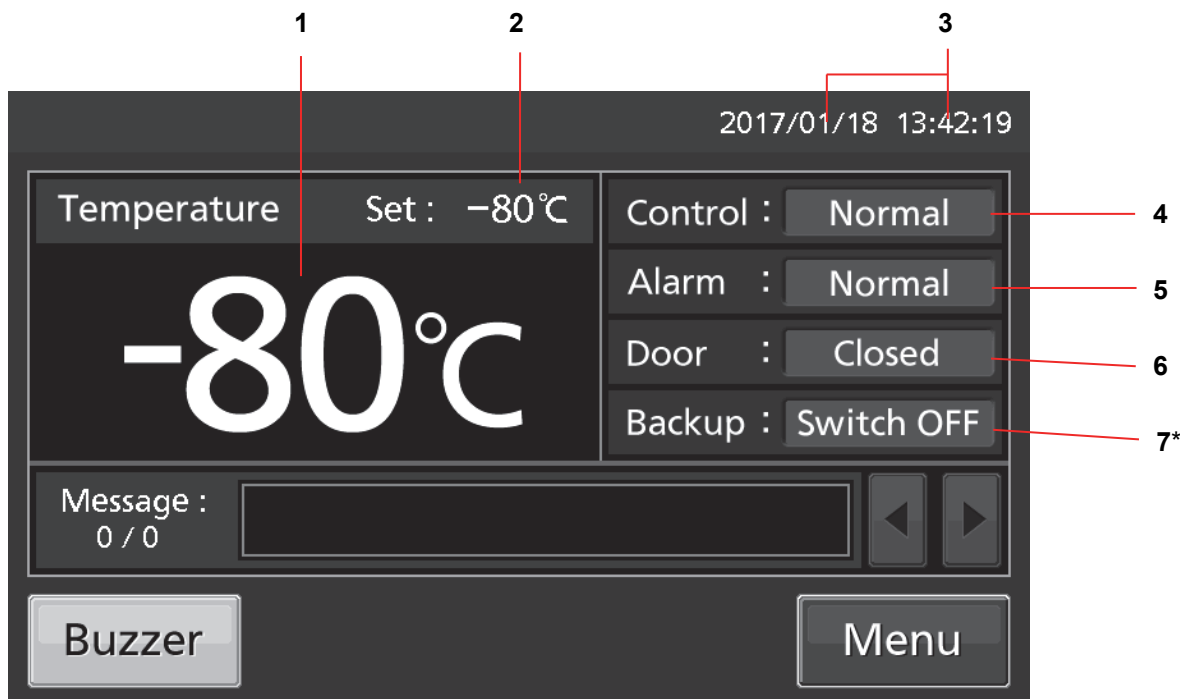 1 2 3
2017/01/18 13:42:19
Temperature Set : −80℃
-80℃
Control : Normal 4
Alarm : Normal 5
Door : Closed 6
Backup : Switch OFF 7*
Message :
0 / 0
Buzzer Menu